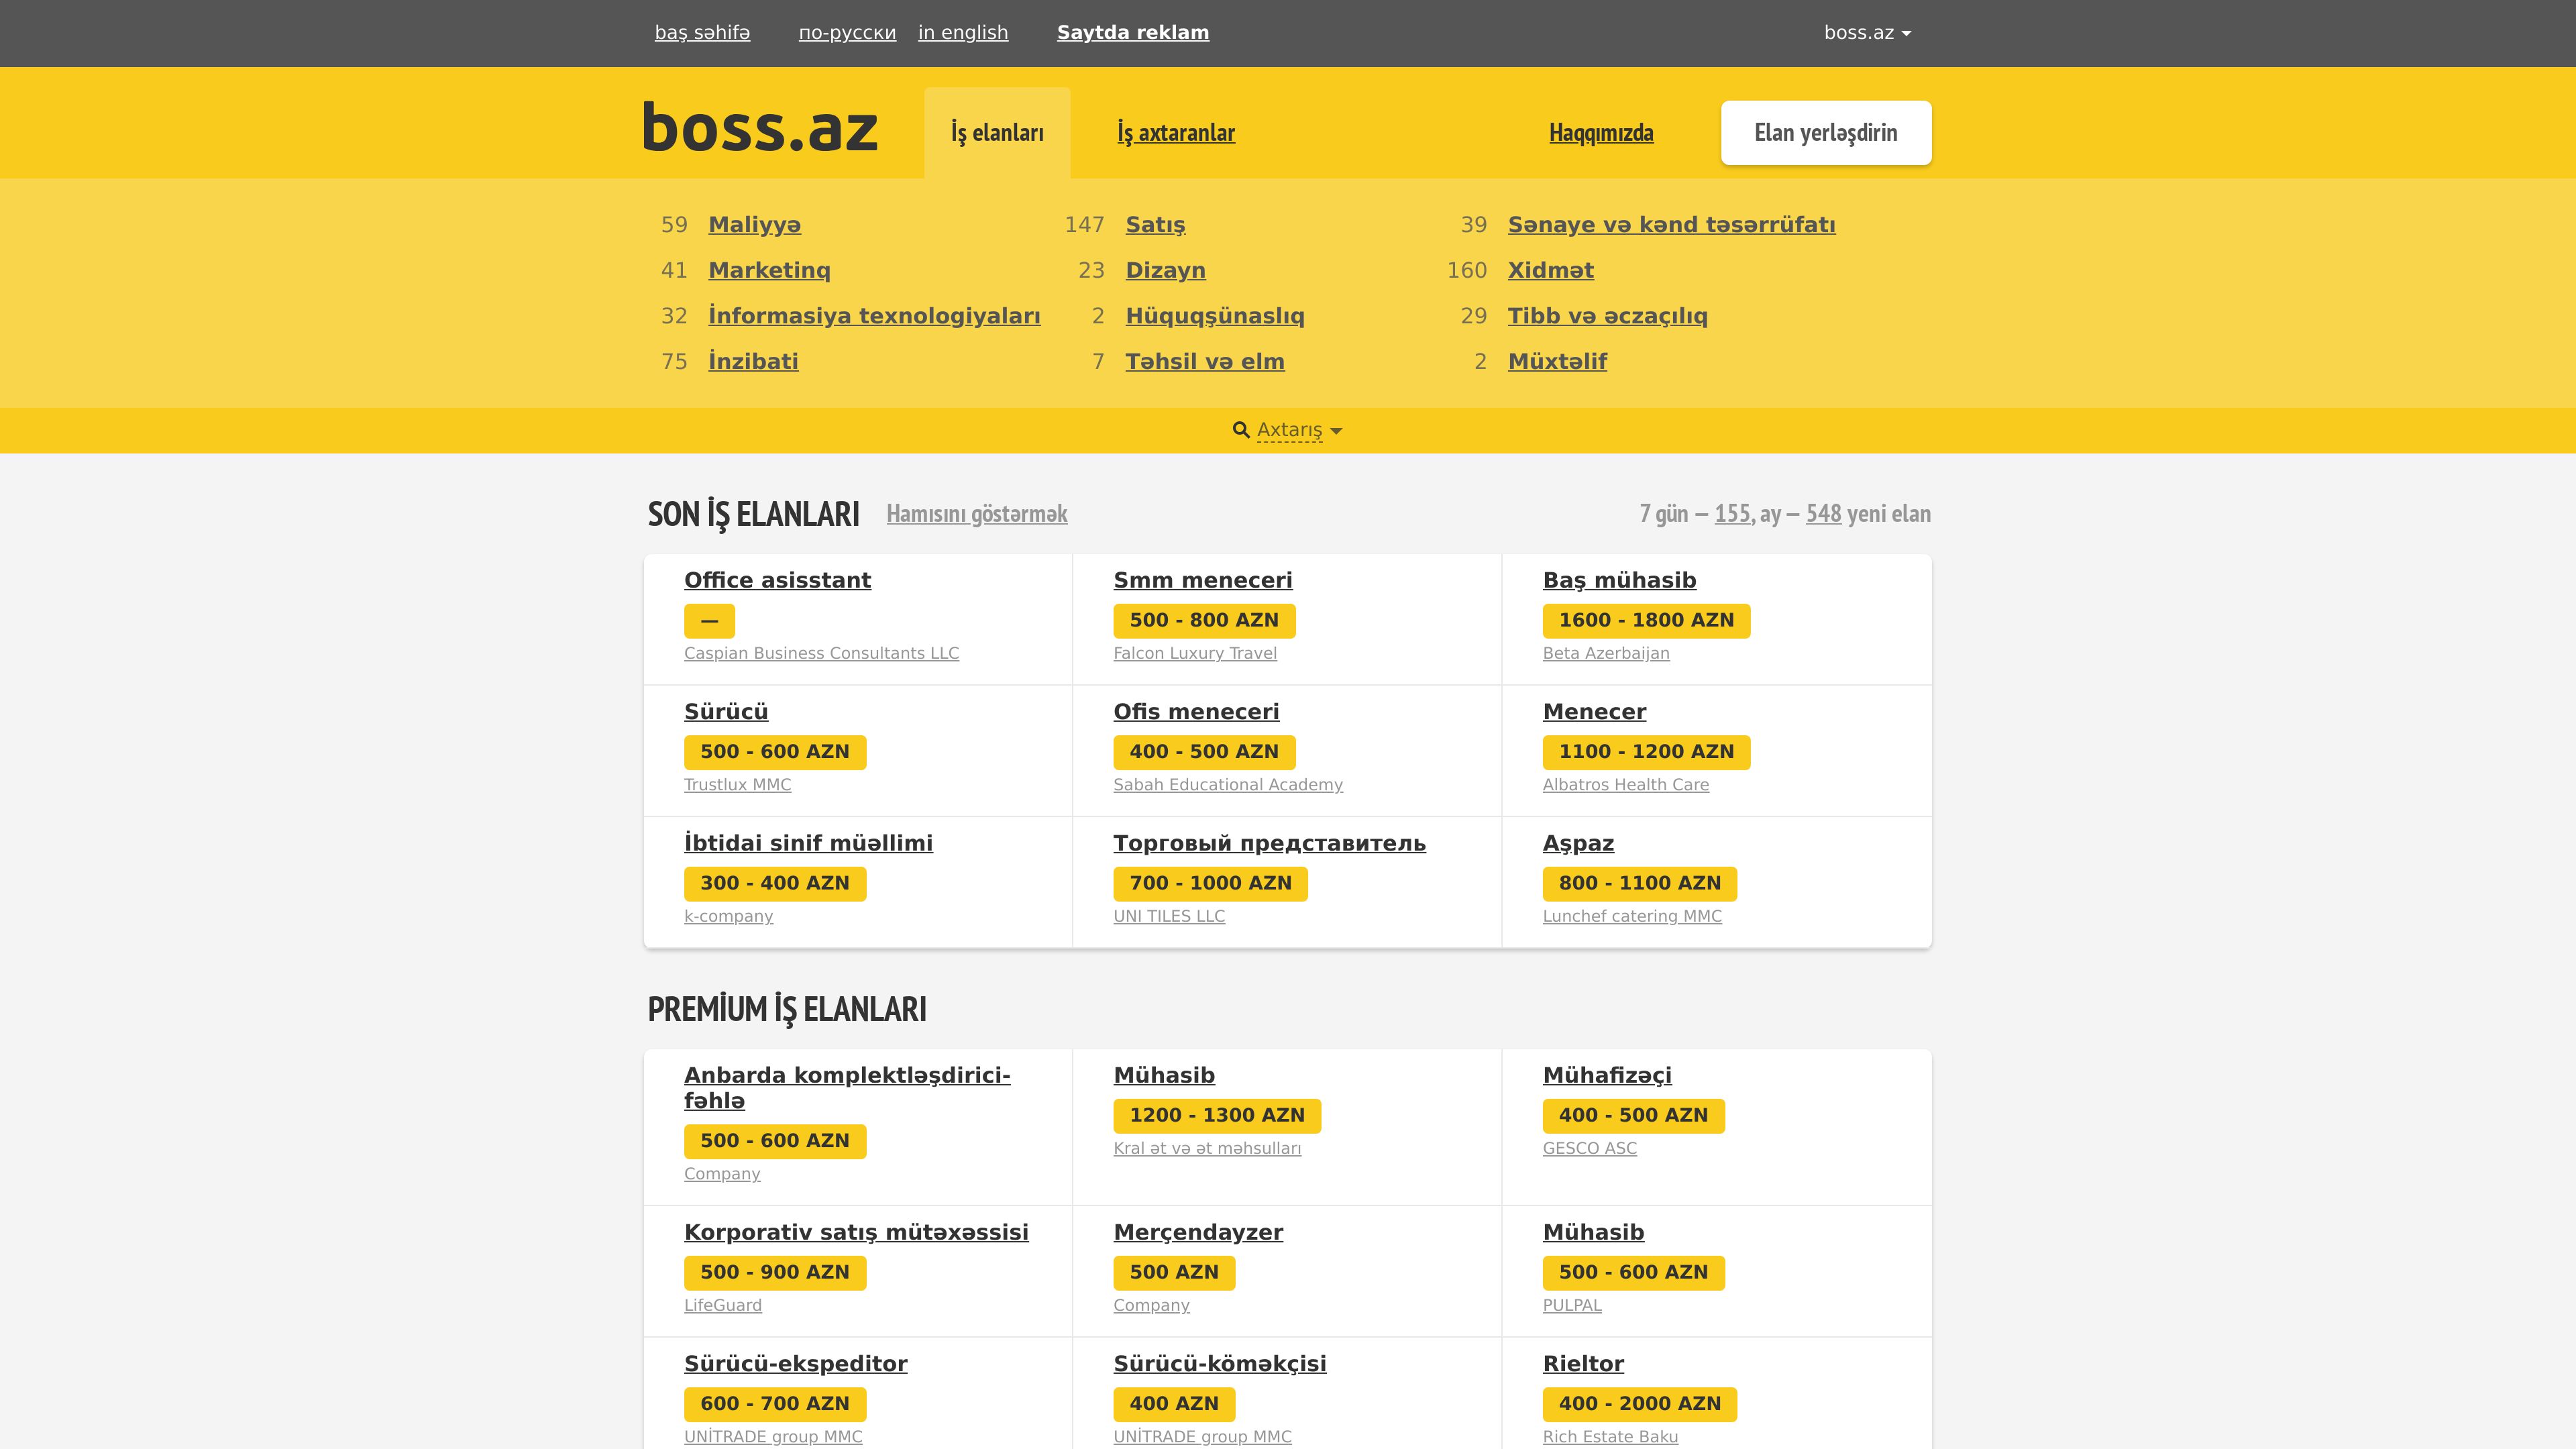 baş səhifə по-русски in english Saytda reklam boss.az
boss.az İş elanları İş axtaranlar Haqqımızda Elan yerləşdirin
59 Maliyyə 147 Satış 39 Sənaye və kənd təsərrüfatı
41 Marketinq 23 Dizayn 160 Xidmət
32 İnformasiya texnologiyaları 2 Hüquqşünaslıq 29 Tibb və əczaçılıq
75 İnzibati 7 Təhsil və elm 2 Müxtəlif
Axtarış
SON İŞ ELANLARI Hamısını göstərmək 7 gün — 155, ay — 548 yeni elan
Office asisstant Smm meneceri Baş mühasib
— 500 - 800 AZN 1600 - 1800 AZN
Caspian Business Consultants LLC Falcon Luxury Travel Beta Azerbaijan
Sürücü Ofis meneceri Menecer
500 - 600 AZN 400 - 500 AZN 1100 - 1200 AZN
Trustlux MMC Sabah Educational Academy Albatros Health Care
İbtidai sinif müəllimi Торговый представитель Aşpaz
300 - 400 AZN 700 - 1000 AZN 800 - 1100 AZN
k-company UNI TILES LLC Lunchef catering MMC
PREMİUM İŞ ELANLARI
Anbarda komplektləşdirici-
fəhlə
500 - 600 AZN
Company
Mühasib
1200 - 1300 AZN
Kral ət və ət məhsulları
Mühafizəçi
400 - 500 AZN
GESCO ASC
Korporativ satış mütəxəssisi Merçendayzer Mühasib
500 - 900 AZN 500 AZN 500 - 600 AZN
LifeGuard Company PULPAL
Sürücü-ekspeditor Sürücü-köməkçisi Rieltor
600 - 700 AZN 400 AZN 400 - 2000 AZN
UNİTRADE group MMC UNİTRADE group MMC Rich Estate Baku